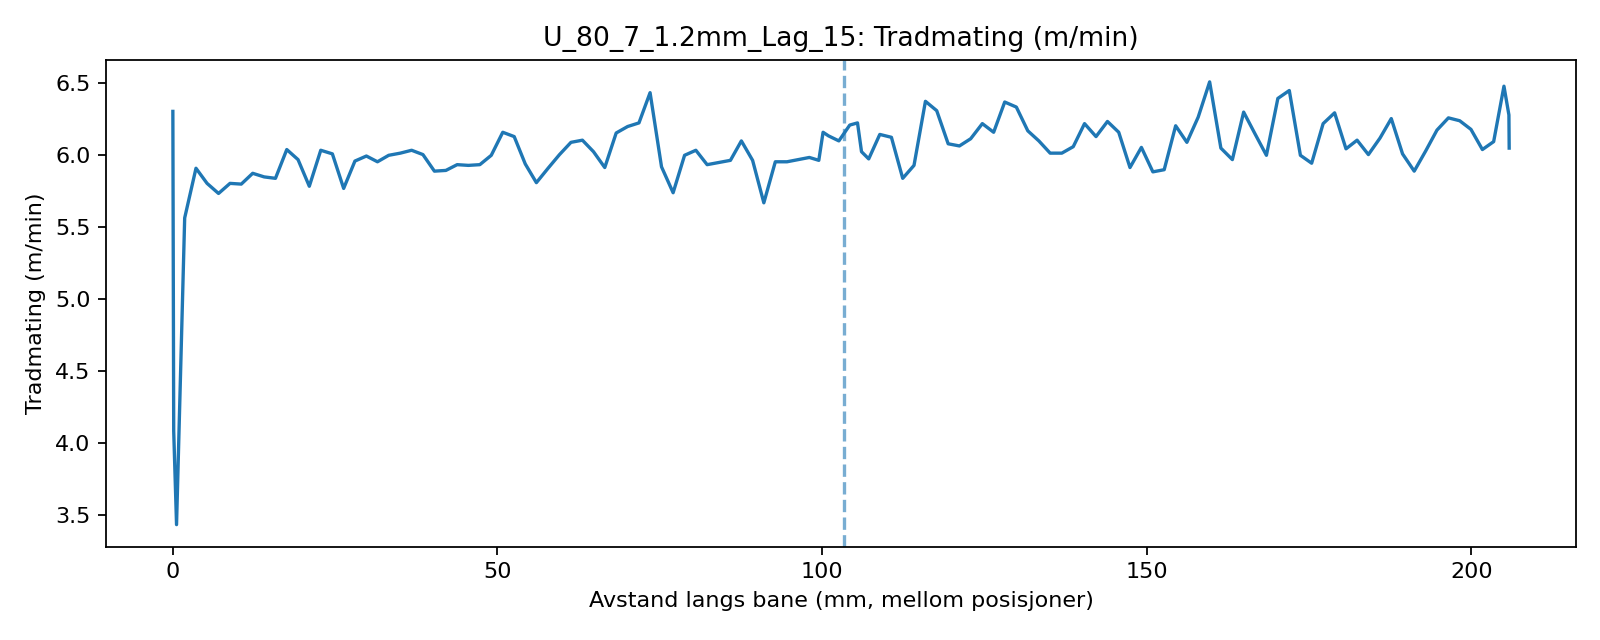 U_80_7_1.2mm_Lag_15: Tradmating (m/min)
Tradmating (m/min)
6.5
6.0
5.5
5.0
4.5
4.0
3.5
0 50 100 150 200
Avstand langs bane (mm, mellom posisjoner)